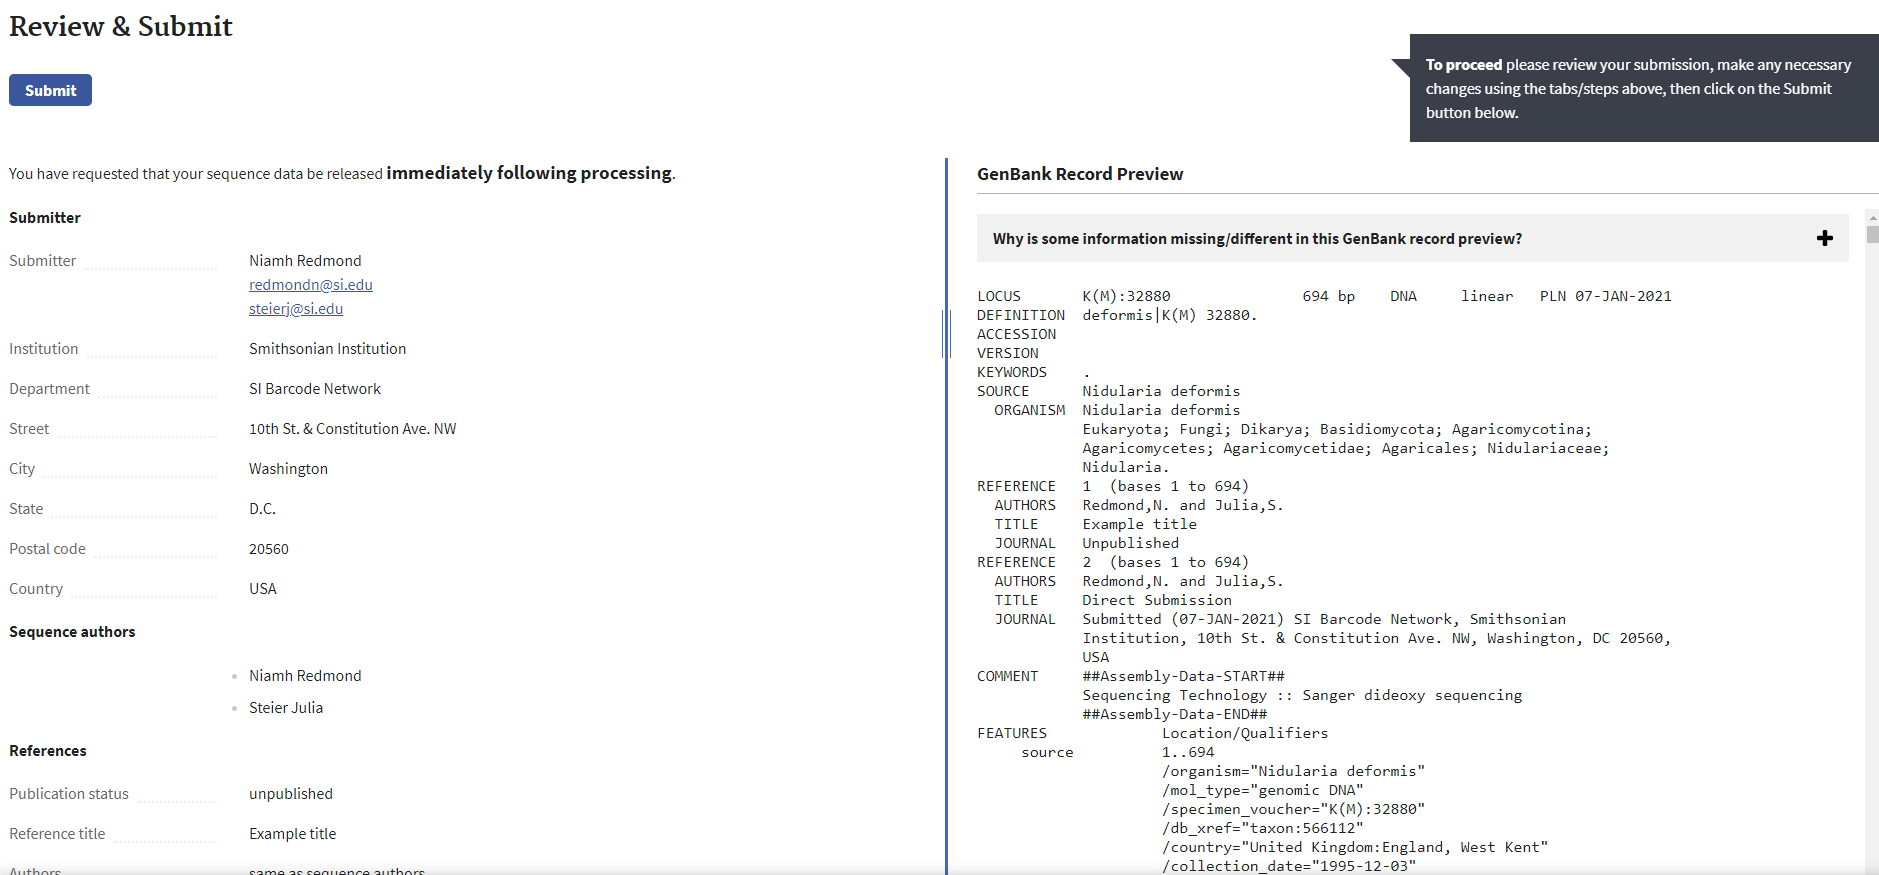 Review & Submit
Submit
To proceed please review your submission, make any necessary
changes using the tabs/steps above, then click on the Submit
button below.
You have requested that your sequence data be released immediately following processing.
Submitter
Submitter Niamh Redmond
redmondn@si.edu
steierj@si.edu
Institution Smithsonian Institution
Department SI Barcode Network
Street 10th St. & Constitution Ave. NW
City Washington
State D.C.
Postal code 20560
Country USA
Sequence authors
Niamh Redmond
Steier Julia
References
Publication status unpublished
Reference title Example title
Authors same as sequence authors
GenBank Record Preview
Why is some information missing/different in this GenBank record preview?
LOCUS K(M):32880 694 bp DNA linear PLN 07-JAN-2021
DEFINITION deformis|K(M) 32880.
ACCESSION
VERSION
KEYWORDS .
SOURCE Nidularia deformis
ORGANISM Nidularia deformis
Eukaryota; Fungi; Dikarya; Basidiomycota; Agaricomycotina;
Agaricomycetes; Agaricomycetidae; Agaricales; Nidulariaceae;
Nidularia.
REFERENCE 1 (bases 1 to 694)
AUTHORS Redmond,N. and Julia,S.
TITLE Example title
JOURNAL Unpublished
REFERENCE 2 (bases 1 to 694)
AUTHORS Redmond,N. and Julia,S.
TITLE Direct Submission
JOURNAL Submitted (07-JAN-2021) SI Barcode Network, Smithsonian
Institution, 10th St. & Constitution Ave. NW, Washington, DC 20560,
USA
COMMENT ##Assembly-Data-START##
Sequencing Technology :: Sanger dideoxy sequencing
##Assembly-Data-END##
FEATURES Location/Qualifiers
source 1..694
/organism="Nidularia deformis"
/mol_type="genomic DNA"
/specimen_voucher="K(M):32880"
/db_xref="taxon:566112"
/country="United Kingdom:England, West Kent"
/collection_date="1995-12-03"